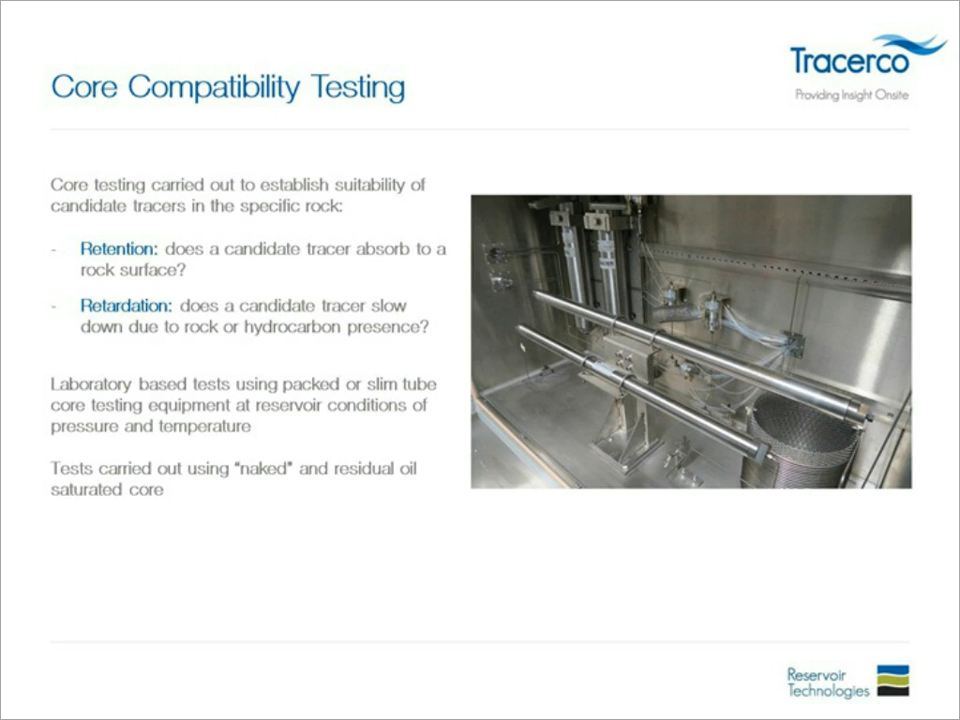 Core Compatibility Testing
Tracerco
Providing Insight Onsite
Core testing carried out to establish suitability of
candidate tracers in the specific rock:
- Retention: does a candidate tracer absorb to a
rock surface?
- Retardation: does a candidate tracer slow
down due to rock or hydrocarbon presence?
Laboratory based tests using packed or slim tube
core testing equipment at reservoir conditions of
pressure and temperature
Tests carried out using "naked" and residual oil
saturated core
Reservoir
Technologies